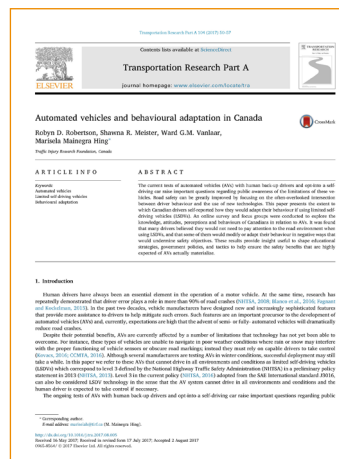 Transportation Research Part A 104 (2017) 50–57
Contents lists available at ScienceDirect
Transportation Research Part A
journal homepage: www.elsevier.com/locate/tra
ELSEVIER
Automated vehicles and behavioural adaptation in Canada
CrossMark
Robyn D. Robertson, Shawna R. Meister, Ward G.M. Vanlaar,
Marisela Mainegra Hing*
Traffic Injury Research Foundation, Canada
ARTICLE INFO
Keywords:
Automated vehicles
Limited self-driving vehicles
Behavioural adaptation
ABSTRACT
The current tests of automated vehicles (AVs) with human back-up drivers and opt-into a self-
driving car raise important questions regarding public awareness of the limitations of these ve-
hicles. Road safety can be greatly improved by focusing on the often-overlooked intersection
between driver behaviour and the use of new technologies. This paper presents the extent to
which Canadian drivers self-reported how they would adapt their behaviour if using limited self-
driving vehicles (LSDVs). An online survey and focus groups were conducted to explore the
knowledge, attitudes, perceptions and behaviours of Canadians in relation to AVs. It was found
that many drivers believed they would not need to pay attention to the road environment when
using LSDVs, and that some of them would modify or adapt their behaviour in negative ways that
would undermine safety objectives. These results provide insight useful to shape educational
strategies, government policies, and tactics to help ensure the safety benefits that are highly
expected of AVs actually materialize.
1. Introduction
Human drivers have always been an essential element in the operation of a motor vehicle. At the same time, research has
repeatedly demonstrated that driver error plays a role in more than 90% of road crashes (NHTSA, 2008; Blanco et al., 2016; Fagnant
and Kockelman, 2015). In the past two decades, vehicle manufacturers have designed new and increasingly sophisticated features
that provide more assistance to drivers to help mitigate such errors. Such features are an important precursor to the development of
automated vehicles (AVs) and, currently, expectations are high that the advent of semi- or fully- automated vehicles will dramatically
reduce road crashes.
Despite their potential benefits, AVs are currently affected by a number of limitations that technology has not yet been able to
overcome. For instance, these types of vehicles are unable to navigate in poor weather conditions where rain or snow may interfere
with the proper functioning of vehicle sensors or obscure road markings; instead they must rely on capable drivers to take control
2016; CCMTA, 2016). Although several manufacturers are testing AVs in winter conditions, successful deployment may still
take a while. In this paper we refer to those AVs that cannot drive in all environments and conditions as limited self-driving vehicles
(LSDVs) which correspond to level 3 defined by the National Highway Traffic Safety Administration (NHTSA) in a preliminary policy
statement in 2013 (NHTSA, 2013). Level 3 in the current policy (NHTSA, 2016) adopted from the SAE International standard J3016,
can also be considered LSDV technology in the sense that the AV system cannot drive in all environments and conditions and the
human driver is expected to take control if necessary.
The ongoing tests of AVs with human back-up drivers and opt-into a self-driving car raise important questions regarding public
* Corresponding author.
E-mail address: (M. Mainegra Hing).
http://dx.doi.org/10.1016/j.tra.2017.08.005
Received 16 May 2017; Received in revised form 17 July 2017; Accepted 2 August 2017
0965-8564/ © 2017 Elsevier Ltd. All rights reserved.